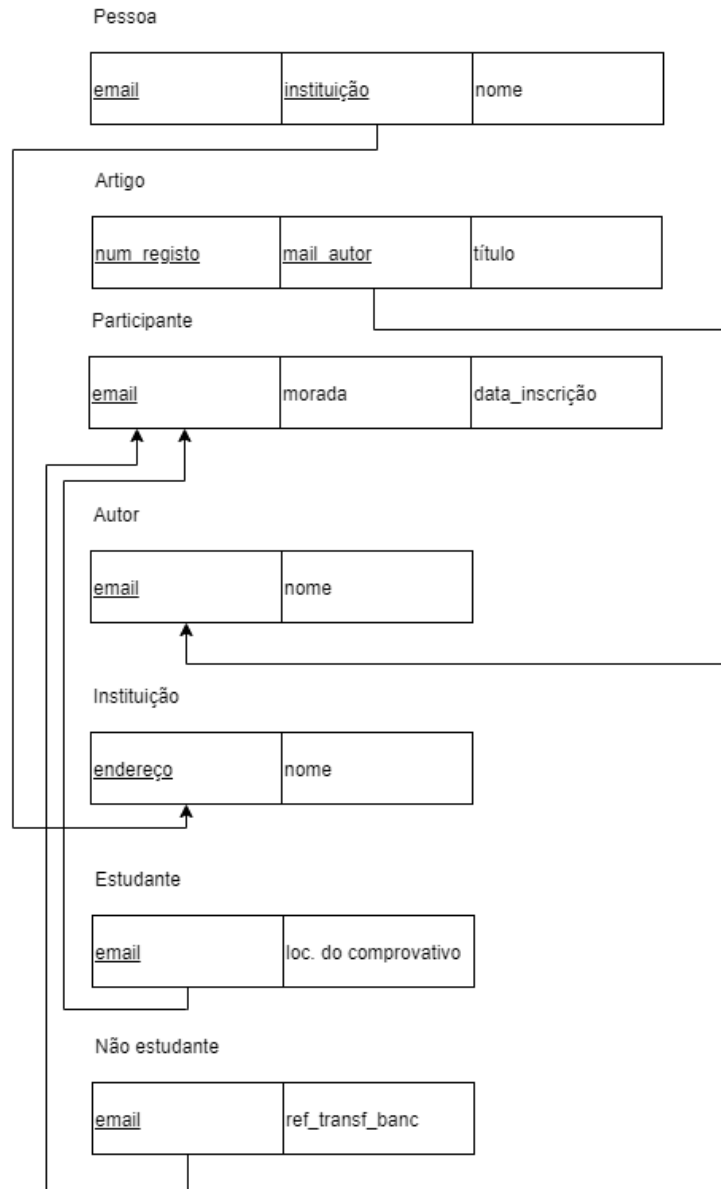 Pessoa
email instituição nome
Artigo
num_registo mail_autor título
Participante
email morada data_inscrição
Autor
email nome
Instituição
endereço nome
Estudante
email loc. do comprovativo
Não estudante
email ref_transf_banc